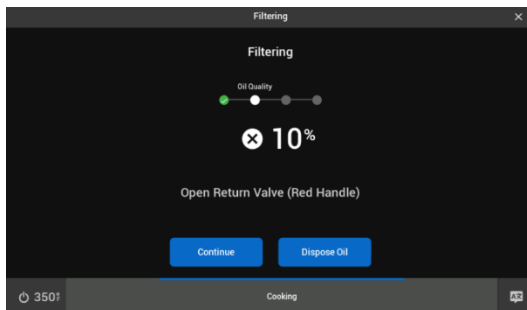 Filtering
Filtering
Oil Quality
10%
Open Return Valve (Red Handle)
Continue
Dispose Oil
350°F
Cooking